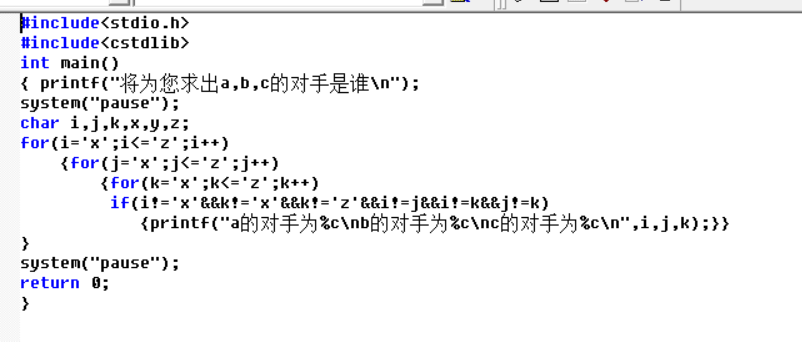 #include<stdio.h>
#include<cstdlib>
int main()
{ printf("将为您求出a,b,c的对手是谁\n");
system("pause");
char i,j,k,x,y,z;
for(i='x';i<='z';i++)
    {for(j='x';j<='z';j++)
        {for(k='x';k<='z';k++)
         if(i!='x'&&k!='x'&&k!='z'&&i!=j&&i!=k&&j!=k)
            {printf("a的对手为%c\nb的对手为%c\nc的对手为%c\n",i,j,k);}}
}
system("pause");
return 0;
}